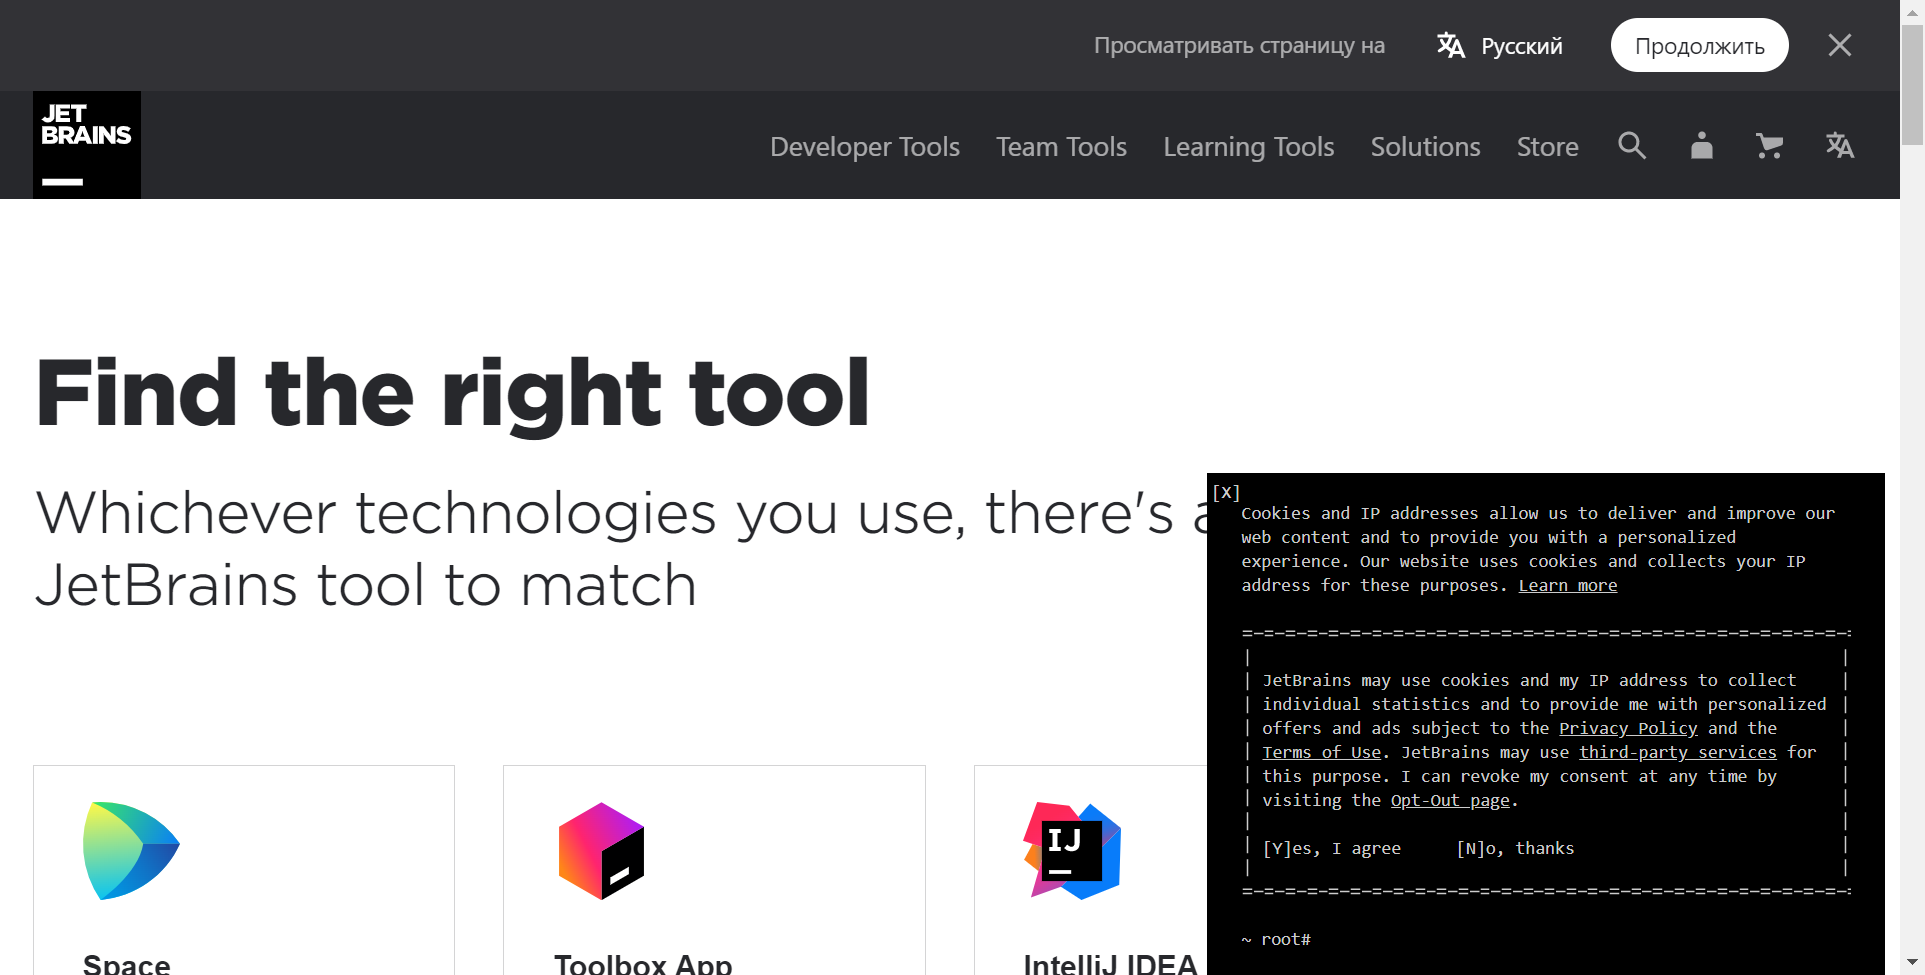 Просматривать страницу на
Русский
Продолжить
JET
BRAINS
Developer Tools
Team Tools
Learning Tools
Solutions
Store
Find the right tool
Whichever technologies you use, there's a
JetBrains tool to match
Space
Toolbox App
IJ
IntelliJ IDEA
[X]
Cookies and IP addresses allow us to deliver and improve our
web content and to provide you with a personalized
experience. Our website uses cookies and collects your IP
address for these purposes. Learn more
JetBrains may use cookies and my IP address to collect
individual statistics and to provide me with personalized
offers and ads subject to the Privacy Policy and the
Terms of Use. JetBrains may use third-party services for
this purpose. I can revoke my consent at any time by
visiting the Opt-Out page.
[Y]es, I agree
[N]o, thanks
~ root#